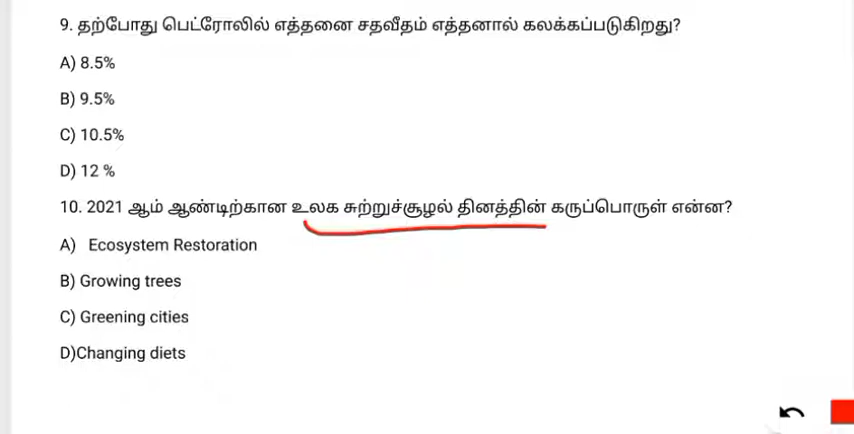 9. தற்போது பெட்ரோலில் எத்தனை சதவீதம் எத்தனால் கலக்கப்படுகிறது?
A) 8.5%
B) 9.5%
C) 10.5%
D) 12 %
10. 2021 ஆம் ஆண்டிற்கான உலக சுற்றுச்சூழல் தினத்தின் கருப்பொருள் என்ன?
A) Ecosystem Restoration
B) Growing trees
C) Greening cities
D)Changing diets